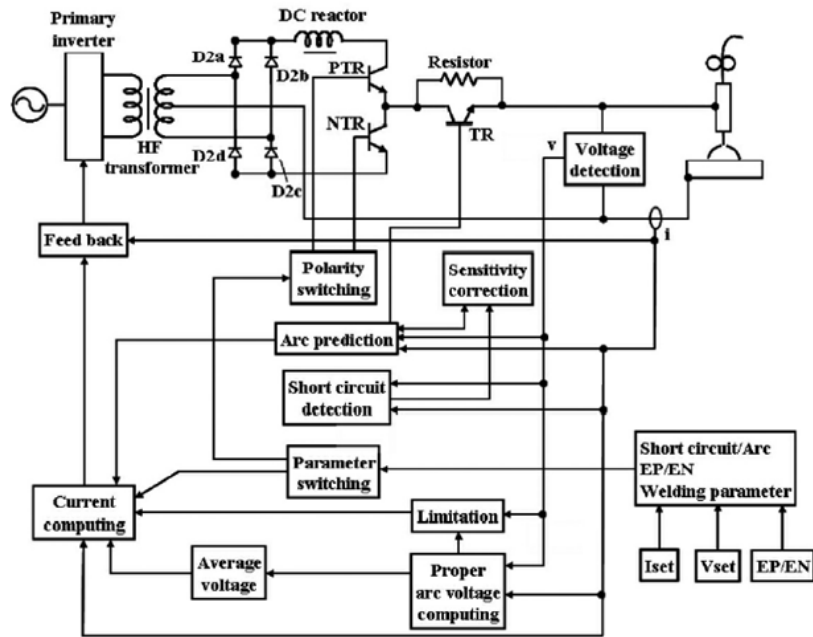 Primary
inverter
DC reactor
D2a
D2b
PTR
Resistor
NTR
TR
HF
transformer
D2d
D2c
v
Voltage
detection
i
Feed back
Polarity
switching
Sensitivity
correction
Arc prediction
Short circuit
detection
Parameter
switching
Short circuit/Arc
EP/EN
Welding parameter
Current
computing
Limitation
Average
voltage
Proper
arc voltage
computing
Iset
Vset
EP/EN